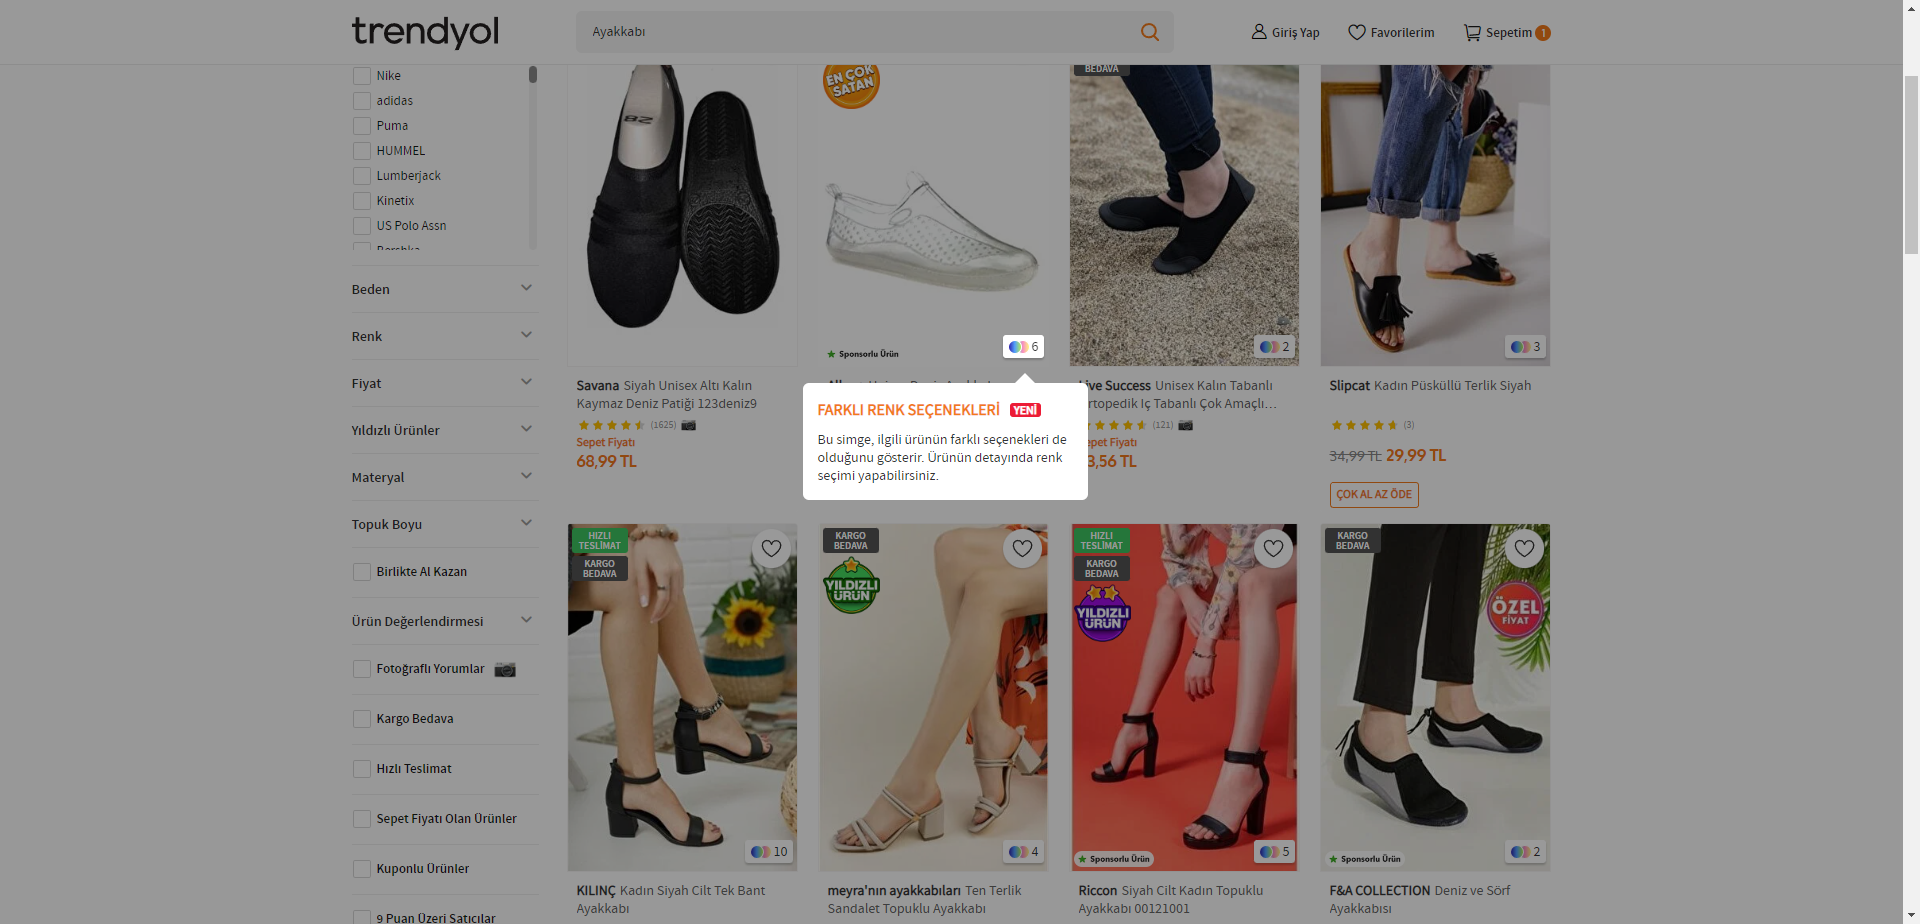 trendyol
Ayakkabı
Giriş Yap
Favorilerim
Sepetim 1
Nike
adidas
Puma
HUMMEL
Lumberjack
Kinetix
US Polo Assn
Bershka
Beden
Renk
Fiyat
Yıldızlı Ürünler
Materyal
Topuk Boyu
Birlikte Al Kazan
Ürün Değerlendirmesi
Fotoğraflı Yorumlar
Kargo Bedava
Hızlı Teslimat
Sepet Fiyatı Olan Ürünler
Kuponlu Ürünler
9 Puan Üzeri Satıcılar
BZ
Savana Siyah Unisex Altı Kalın
Kaymaz Deniz Patiği 123deniz9
(1625)
Sepet Fiyatı
68,99 TL
EN ÇOK
SATAN
Sponsorlu Ürün
6
FARKLI RENK SEÇENEKLERİ YENİ
Bu simge, ilgili ürünün farklı seçenekleri de
olduğunu gösterir. Ürünün detayında renk
seçimi yapabilirsiniz.
BEDAVA
2
Live Success Unisex Kalın Tabanlı
Ortopedik Iç Tabanlı Çok Amaçlı…
(121)
Sepet Fiyatı
3,56 TL
3
Slipcat Kadın Püsküllü Terlik Siyah
(3)
34,99 TL 29,99 TL
ÇOK AL AZ ÖDE
HIZLI
TESLİMAT
KARGO
BEDAVA
10
KILINÇ Kadın Siyah Cilt Tek Bant
Ayakkabı
KARGO
BEDAVA
YILDIZLI
ÜRÜN
4
meyra'nın ayakkabıları Ten Terlik
Sandalet Topuklu Ayakkabı
HIZLI
TESLİMAT
KARGO
BEDAVA
YILDIZLI
ÜRÜN
Sponsorlu Ürün
5
Riccon Siyah Cilt Kadın Topuklu
Ayakkabı 00121001
KARGO
BEDAVA
ÖZEL
FİYAT
Sponsorlu Ürün
2
F&A COLLECTION Deniz ve Sörf
Ayakkabısı